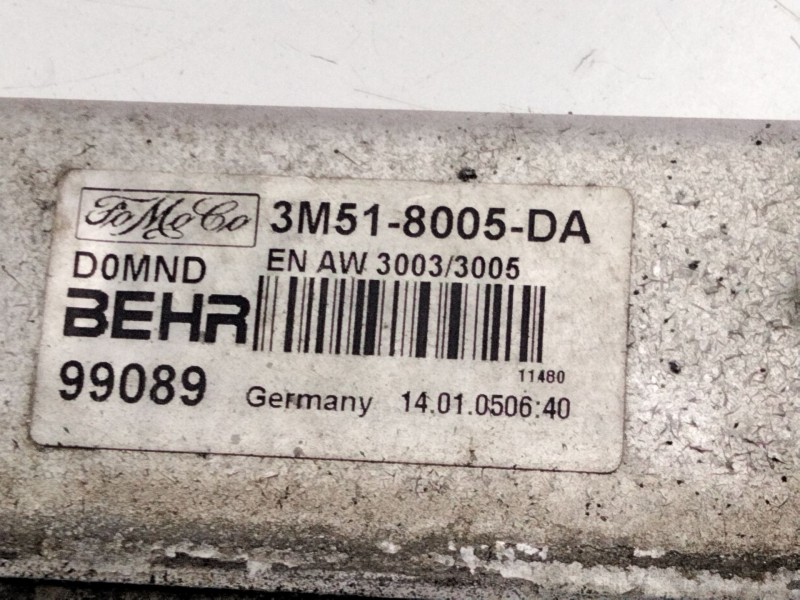 FoMoCo 3M51-8005-DA
D0MND EN AW 3003/3005
BEHR
11480
99089 Germany 14.01.0506:40